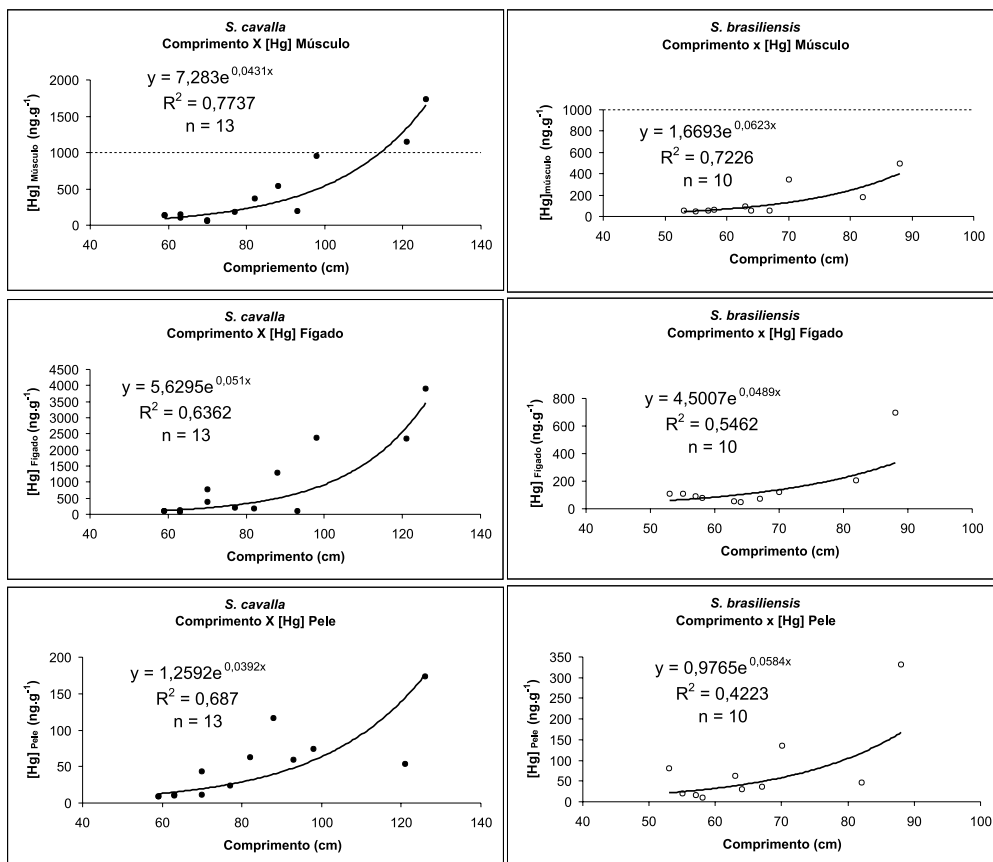 S. cavalla
Comprimento X [Hg] Músculo
y = 7,283e^0,0431x
R² = 0,7737
n = 13
[Hg] Músculo (ng.g⁻¹)
2000
1500
1000
500
0
40 60 80 100 120 140
Compriemento (cm)
S. brasiliensis
Comprimento x [Hg] Músculo
y = 1,6693e^0,0623x
R² = 0,7226
n = 10
[Hg]músculo (ng.g⁻¹)
1000
800
600
400
200
0
40 50 60 70 80 90 100
Comprimento (cm)
S. cavalla
Comprimento X [Hg] Fígado
y = 5,6295e^0,051x
R² = 0,6362
n = 13
[Hg] Fígado (ng.g⁻¹)
4500
4000
3500
3000
2500
2000
1500
1000
500
0
40 60 80 100 120 140
Comprimento (cm)
S. brasiliensis
Comprimento x [Hg] Fígado
y = 4,5007e^0,0489x
R² = 0,5462
n = 10
[Hg] Fígado (ng.g⁻¹)
800
600
400
200
0
40 50 60 70 80 90 100
Comprimento (cm)
S. cavalla
Comprimento X [Hg] Pele
y = 1,2592e^0,0392x
R² = 0,687
n = 13
[Hg] Pele (ng.g⁻¹)
200
150
100
50
0
40 60 80 100 120 140
Comprimento (cm)
S. brasiliensis
Comprimento x [Hg] Pele
y = 0,9765e^0,0584x
R² = 0,4223
n = 10
[Hg] Pele (ng.g⁻¹)
350
300
250
200
150
100
50
0
40 50 60 70 80 90 100
Comprimento (cm)